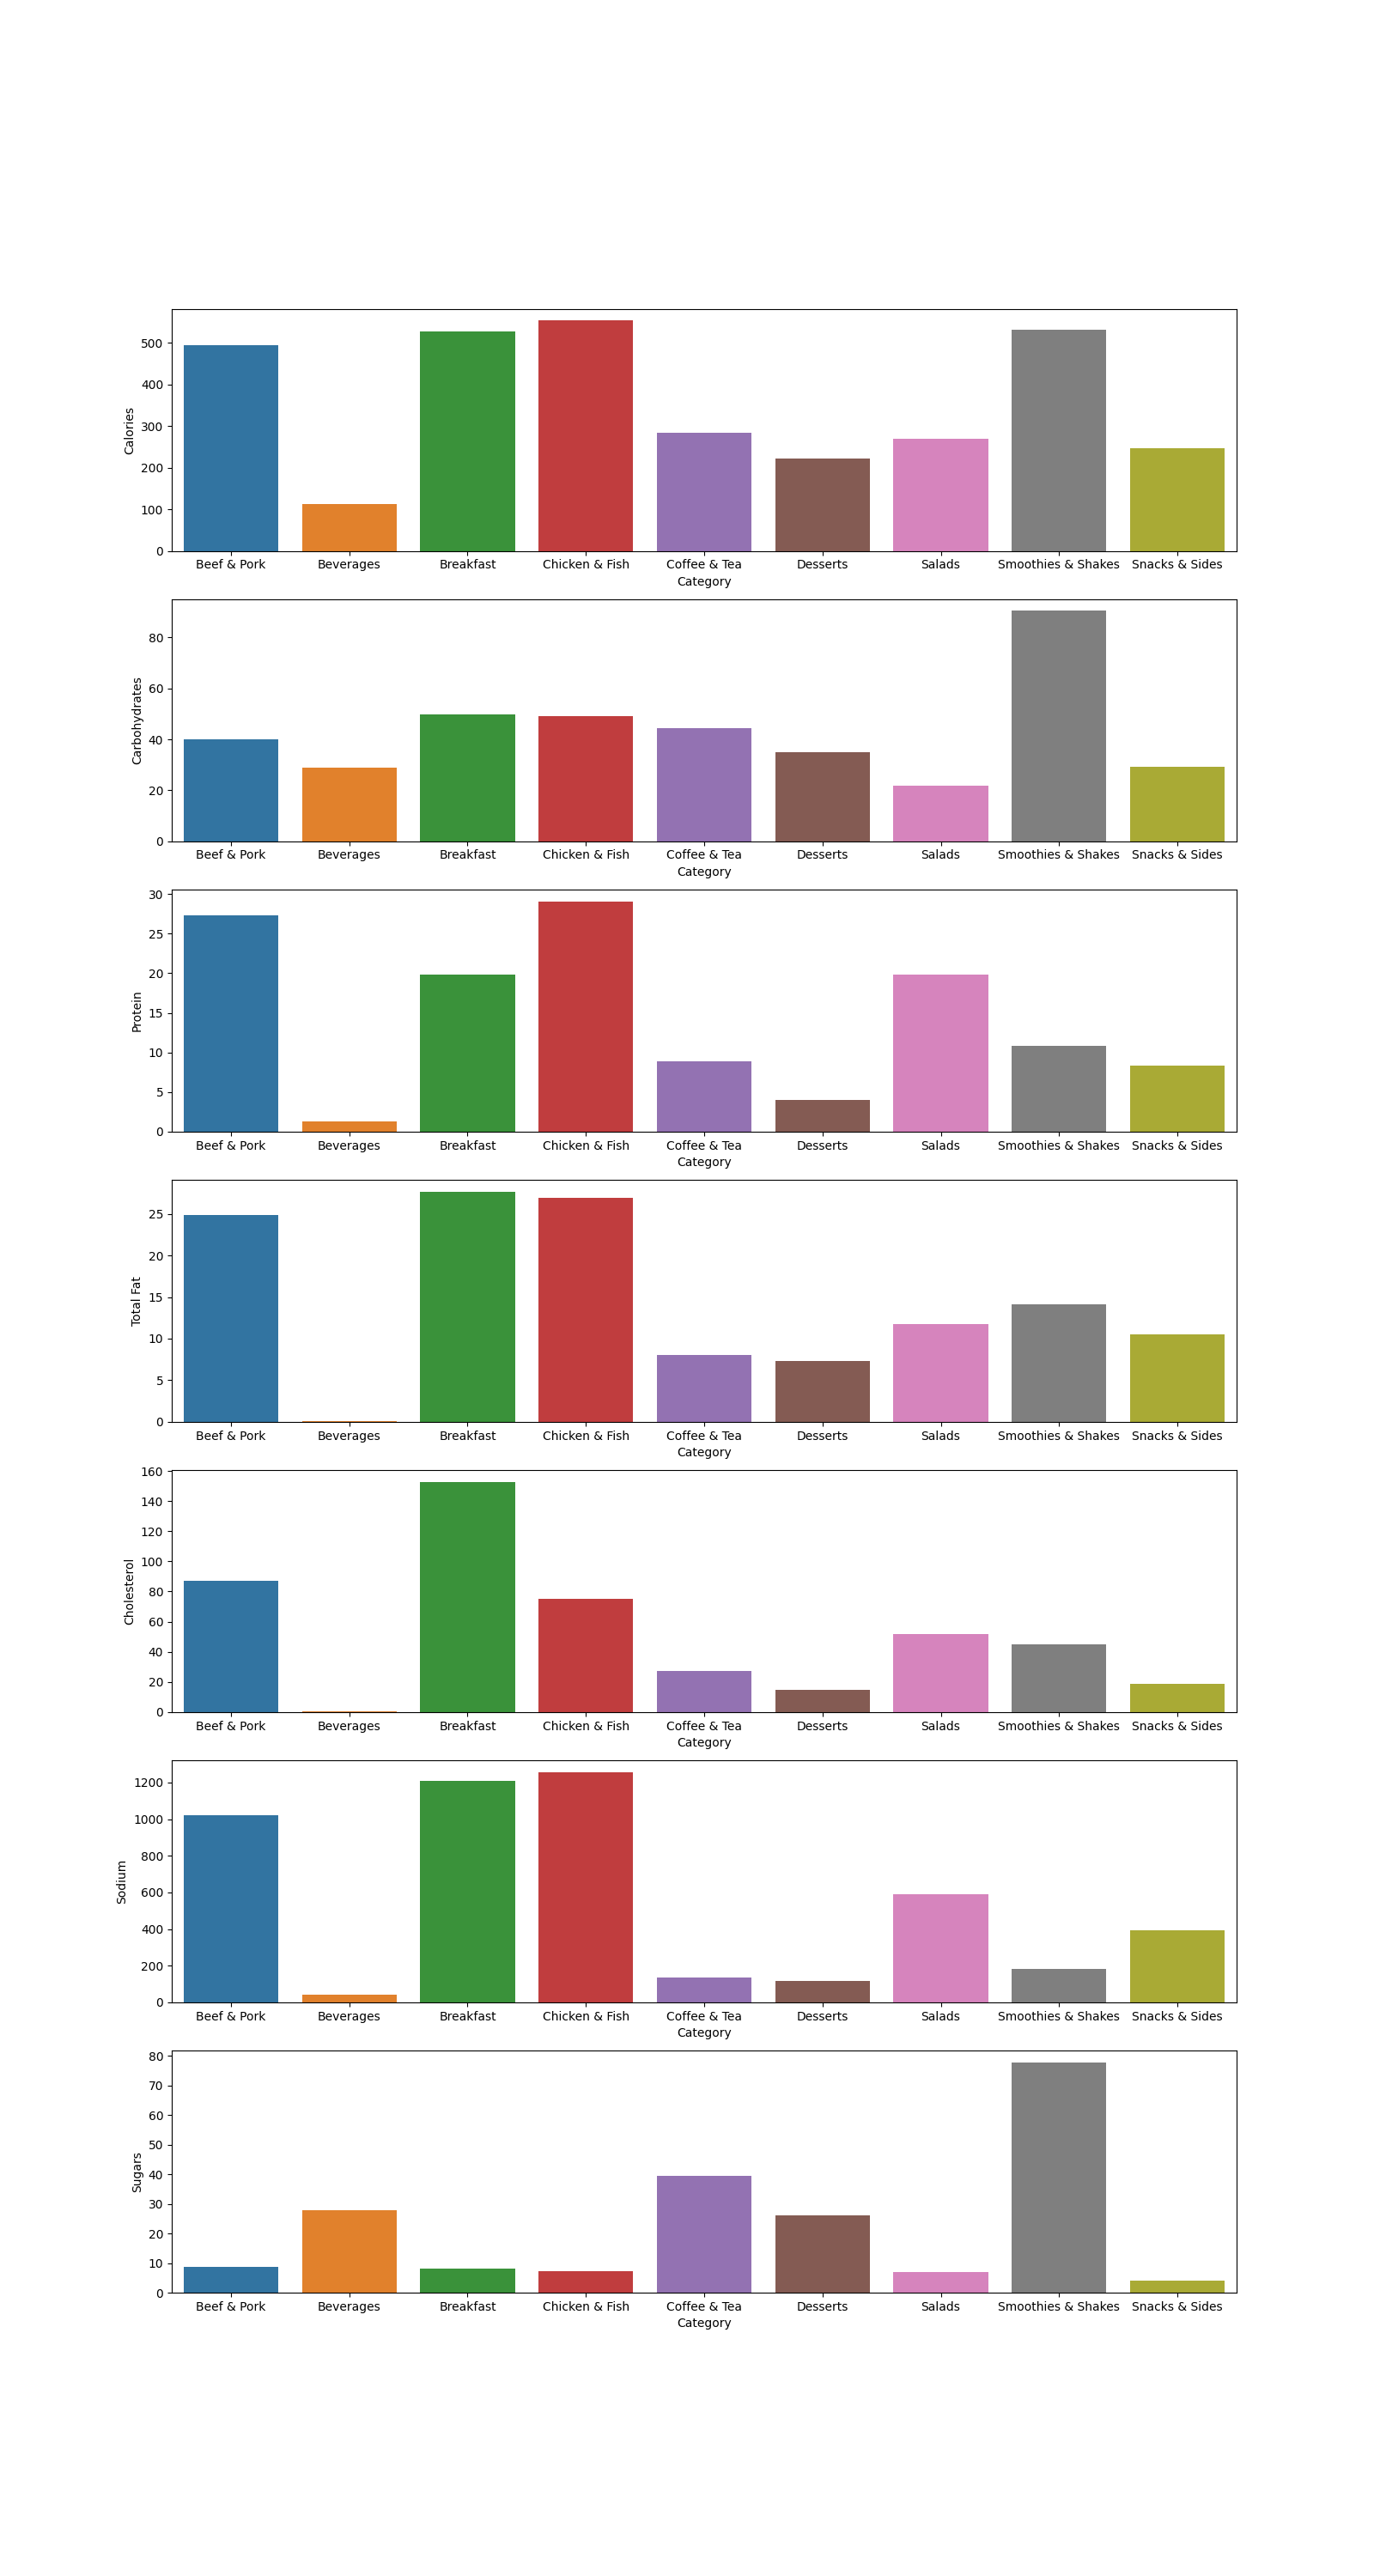 500
400
300
200
100
0
Calories
Beef & Pork Beverages Breakfast Chicken & Fish Coffee & Tea Desserts Salads Smoothies & Shakes Snacks & Sides
Category
80
60
40
20
0
Carbohydrates
Beef & Pork Beverages Breakfast Chicken & Fish Coffee & Tea Desserts Salads Smoothies & Shakes Snacks & Sides
Category
30
25
20
15
10
5
0
Protein
Beef & Pork Beverages Breakfast Chicken & Fish Coffee & Tea Desserts Salads Smoothies & Shakes Snacks & Sides
Category
25
20
15
10
5
0
Total Fat
Beef & Pork Beverages Breakfast Chicken & Fish Coffee & Tea Desserts Salads Smoothies & Shakes Snacks & Sides
Category
160
140
120
100
80
60
40
20
0
Cholesterol
Beef & Pork Beverages Breakfast Chicken & Fish Coffee & Tea Desserts Salads Smoothies & Shakes Snacks & Sides
Category
1200
1000
800
600
400
200
0
Sodium
Beef & Pork Beverages Breakfast Chicken & Fish Coffee & Tea Desserts Salads Smoothies & Shakes Snacks & Sides
Category
80
70
60
50
40
30
20
10
0
Sugars
Beef & Pork Beverages Breakfast Chicken & Fish Coffee & Tea Desserts Salads Smoothies & Shakes Snacks & Sides
Category